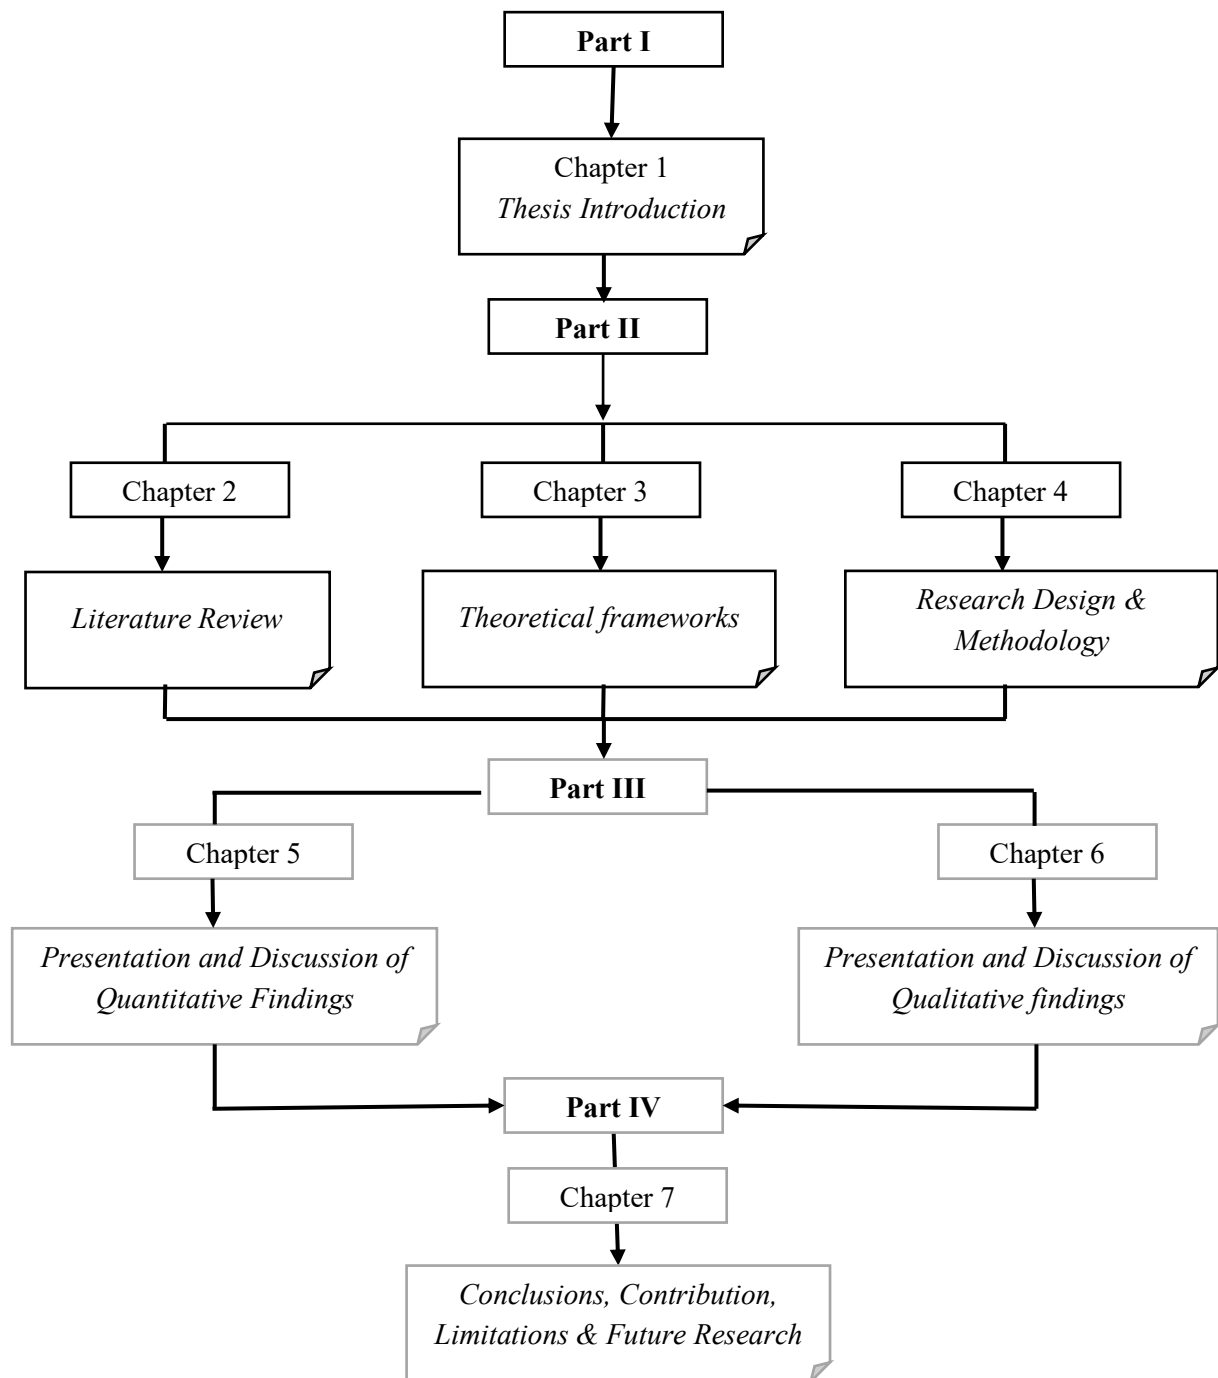 Part I
Chapter 1
Thesis Introduction
Part II
Chapter 2
Chapter 3
Chapter 4
Literature Review
Theoretical frameworks
Research Design &
Methodology
Part III
Chapter 5
Chapter 6
Presentation and Discussion of
Quantitative Findings
Presentation and Discussion of
Qualitative findings
Part IV
Chapter 7
Conclusions, Contribution,
Limitations & Future Research